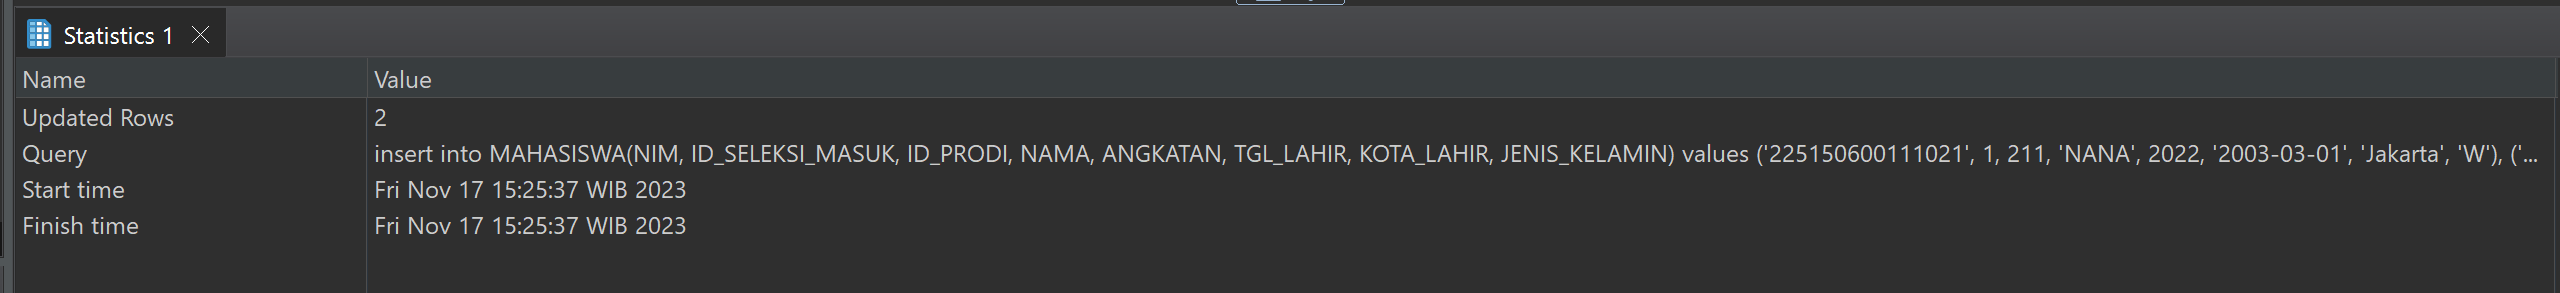 Statistics 1
Name Value
Updated Rows 2
Query insert into MAHASISWA(NIM, ID_SELEKSI_MASUK, ID_PRODI, NAMA, ANGKATAN, TGL_LAHIR, KOTA_LAHIR, JENIS_KELAMIN) values ('225150600111021', 1, 211, 'NANA', 2022, '2003-03-01', 'Jakarta', 'W'), ('...
Start time Fri Nov 17 15:25:37 WIB 2023
Finish time Fri Nov 17 15:25:37 WIB 2023